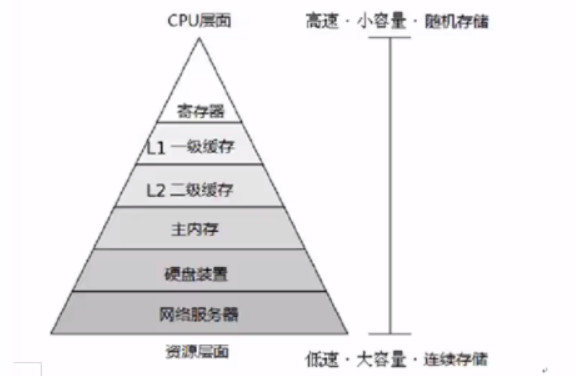 CPU层面
高速·小容量·随机存储
寄存器
L1 一级缓存
L2 二级缓存
主内存
硬盘装置
网络服务器
资源层面
低速·大容量·连续存储